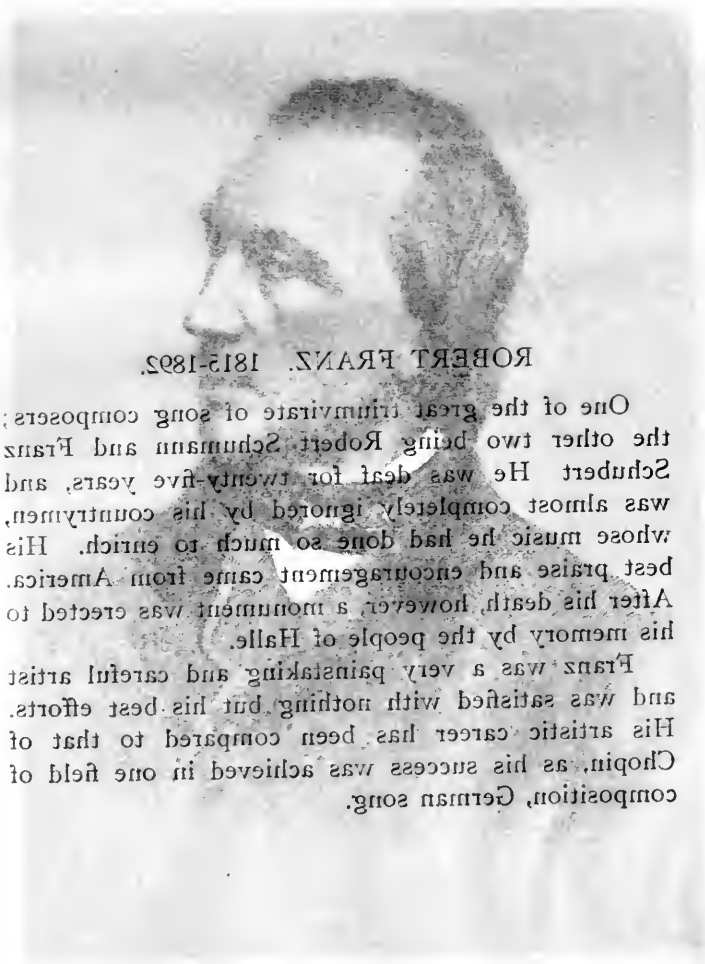 ROBERT FRANZ. 1815-1892.
One of the great triumvirate of song composers;
the other two being Robert Schumann and Franz
Schubert He was deaf for twenty-five years, and
was almost completely ignored by his countrymen,
whose music he had done so much to enrich. His
best praise and encouragement came from America.
After his death, however, a monument was erected to
his memory by the people of Halle.
Franz was a very painstaking and careful artist
and was satisfied with nothing but his best efforts.
His artistic career has been compared to that of
Chopin, as his success was achieved in one field of
composition, German song.